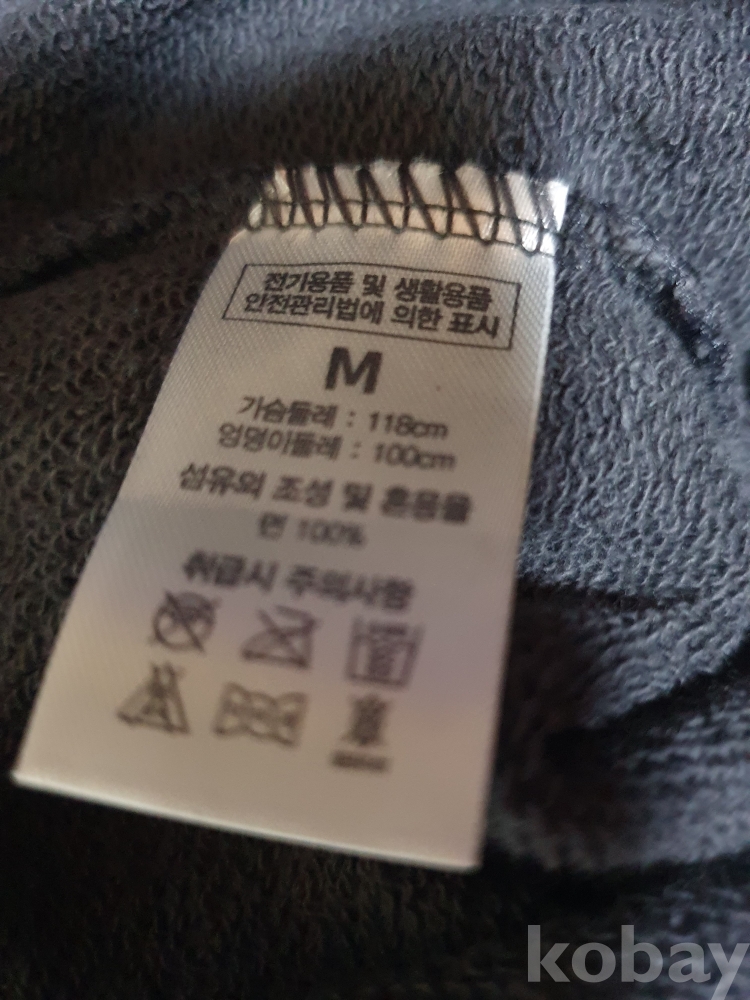 전기용품 및 생활용품
안전관리법에 의한 표시
M
가슴둘레 : 118cm
엉덩이둘레 : 100cm
섬유의 조성 및 혼용율
면 100%
취급시 주의사항
kobay